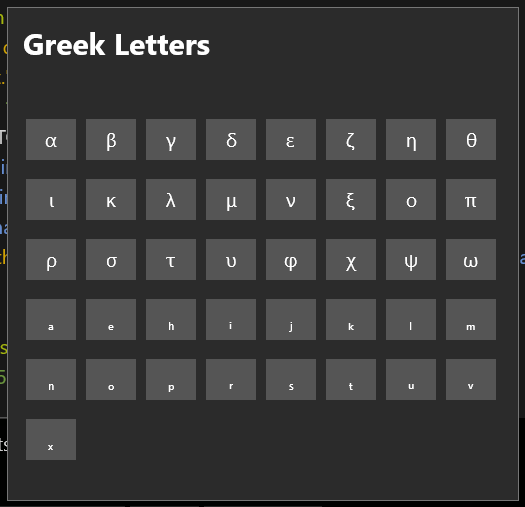 Greek Letters
α β γ δ ε ζ η θ
ι κ λ μ ν ξ ο π
ρ σ τ υ φ χ ψ ω
ₐ ₑ ₕ ᵢ ⱼ ₖ ₗ ₘ
ₙ ₒ ₚ ᵣ ₛ ₜ ᵤ ᵥ
ₓ